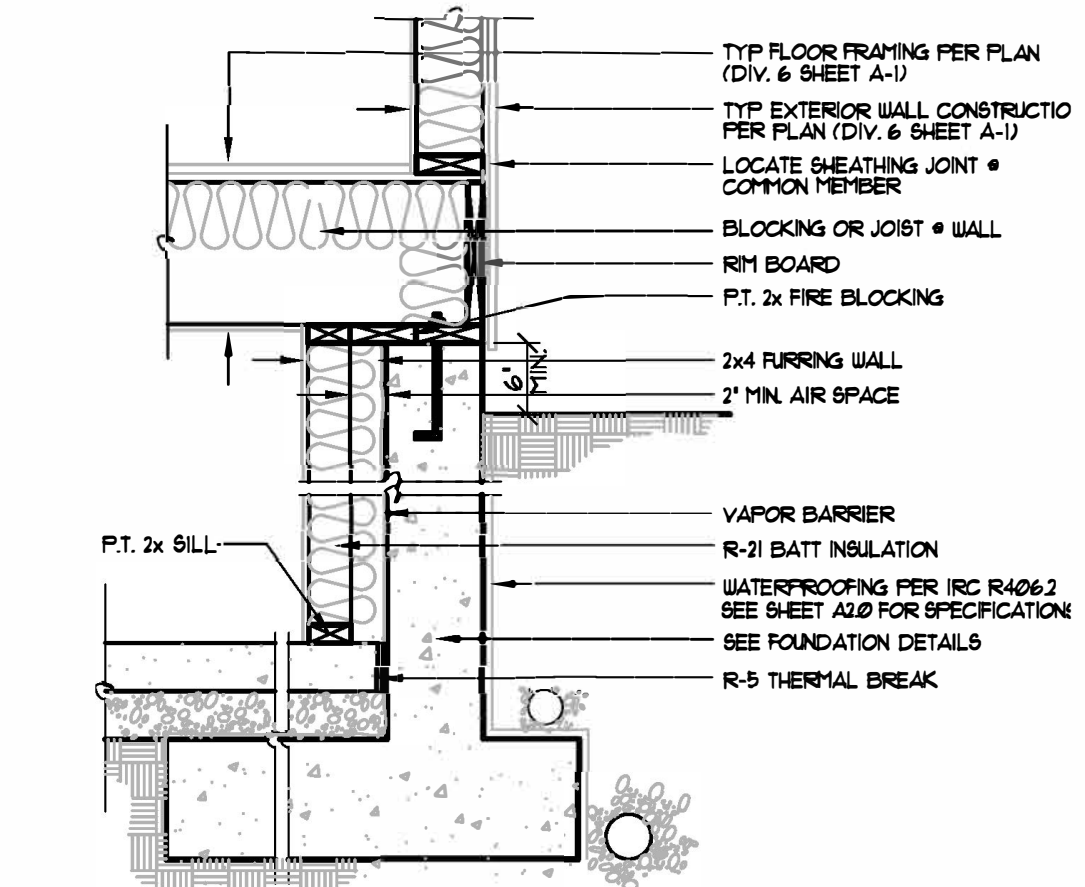 TYP FLOOR FRAMING PER PLAN
(DIV. 6 SHEET A-1)
TYP EXTERIOR WALL CONSTRUCTIO
PER PLAN (DIV. 6 SHEET A-1)
LOCATE SHEATHING JOINT @
COMMON MEMBER
BLOCKING OR JOIST @ WALL
RIM BOARD
P.T. 2x FIRE BLOCKING
6"
MIN.
2x4 FURRING WALL
2" MIN. AIR SPACE
VAPOR BARRIER
P.T. 2x SILL
R-21 BATT INSULATION
WATERPROOFING PER IRC R406.2
SEE SHEET A2.0 FOR SPECIFICATIONS
SEE FOUNDATION DETAILS
R-5 THERMAL BREAK